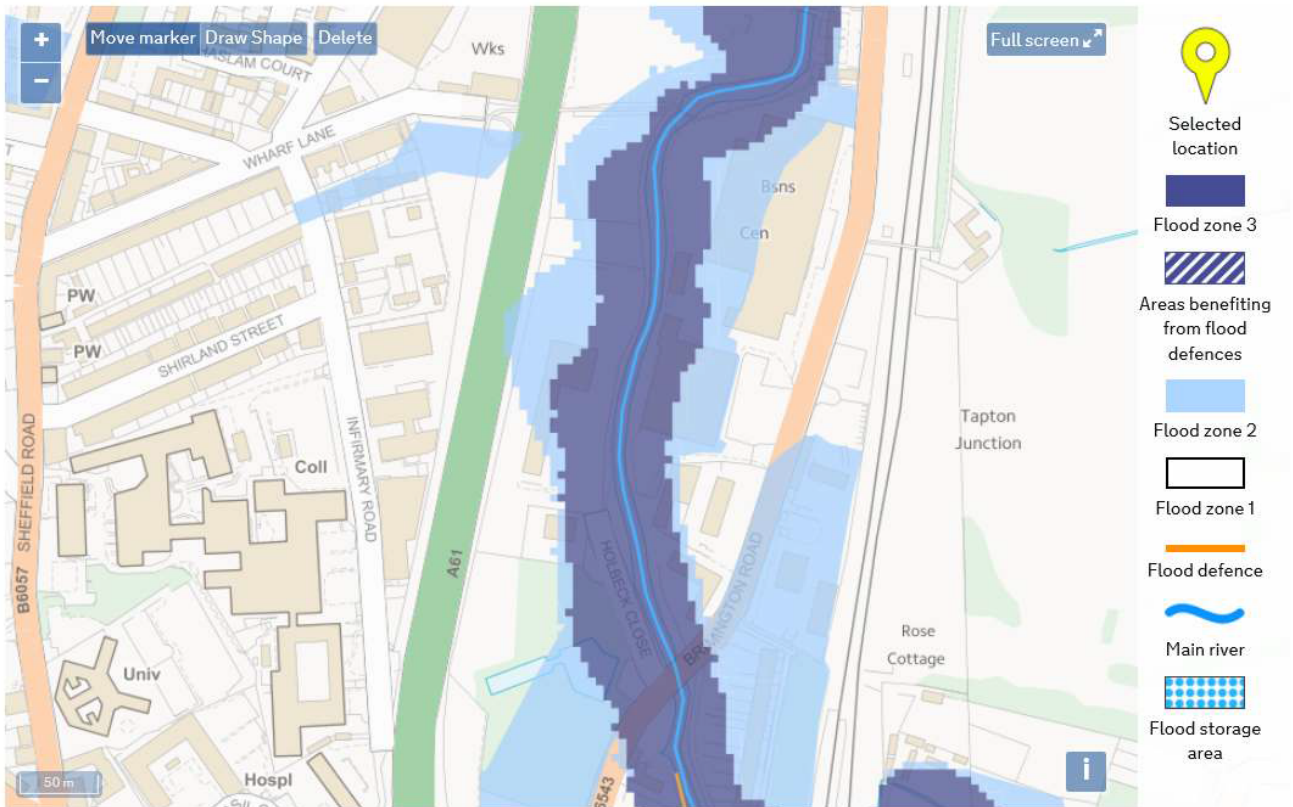 +
−
Move marker
Draw Shape
Delete
Full screen
HASLAM COURT
Wks
WHARF LANE
Bsns
Cen
PW
PW
SHIRLAND STREET
SHEFFIELD ROAD
B6057
INFIRMARY ROAD
Coll
A61
Tapton
Junction
HOLBECK CLOSE
BRIMINGTON ROAD
Rose
Cottage
Univ
Hospl
50 m
i
Selected
location
Flood zone 3
Areas benefiting
from flood
defences
Flood zone 2
Flood zone 1
Flood defence
Main river
Flood storage
area